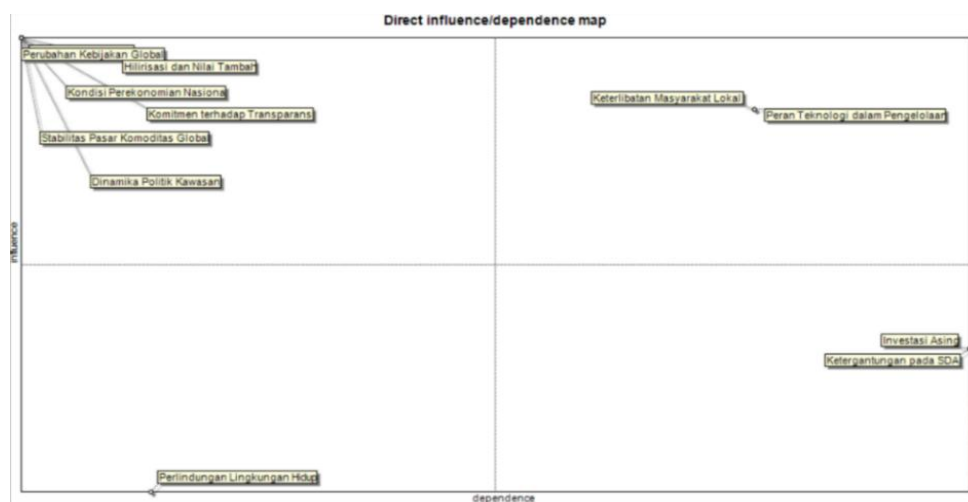 Direct influence/dependence map
Perubahan Kebijakan Global
Hilirisasi dan Nilai Tambah
Kondisi Perekonomian Nasiona
Keterlibatan Masyarakat Lokal
Komitmen terhadap Transparans
Peran Teknologi dalam Pengelolaan
Stabilitas Pasar Komoditas Global
Dinamika Politik Kawasan
influence
Investasi Asing
Ketergantungan pada SDA
Perlindungan Lingkungan Hidup
dependence